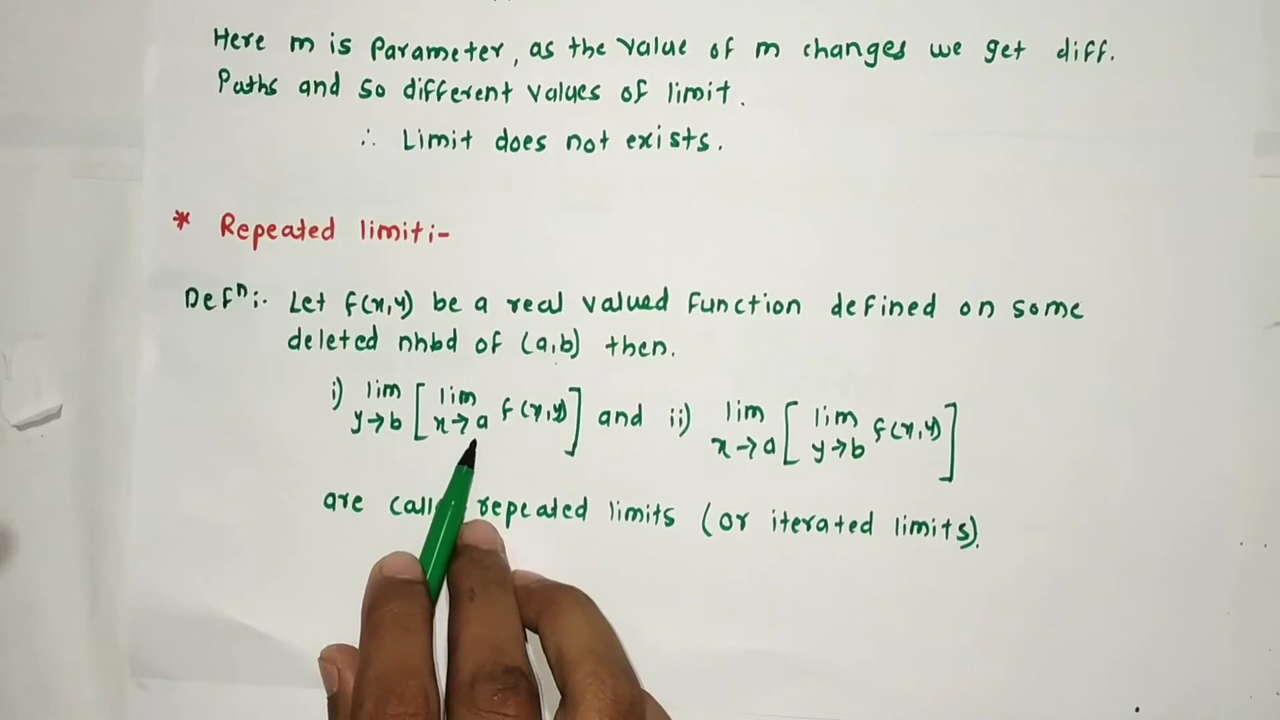 Here m is Parameter, as the value of m changes we get diff.
Paths and so different values of limit.
∴ Limit does not exists.
* Repeated limit:-
Defⁿ:- Let f(x,y) be a real valued function defined on some
deleted nhbd of (a,b) then.
i) lim y→b [lim x→a f(x,y)] and ii) lim x→a [lim y→b f(x,y)]
are repeated limits (or iterated limits).